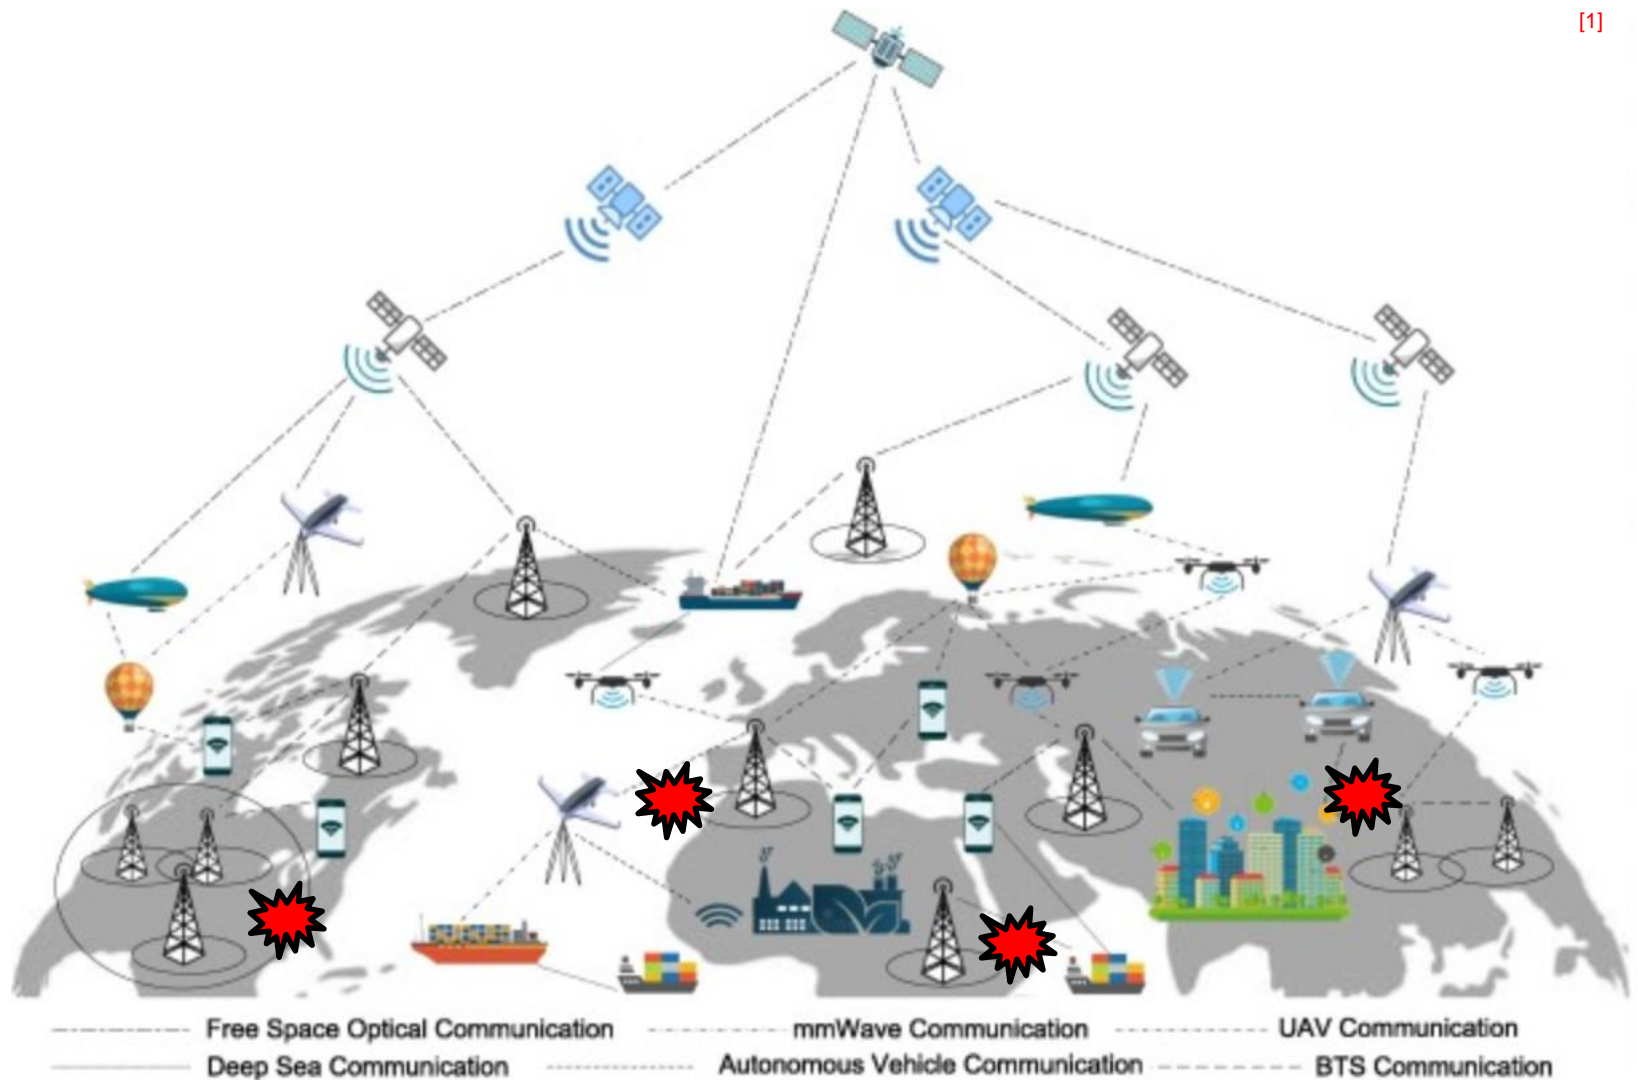 [1]
Free Space Optical Communication mmWave Communication UAV Communication
Deep Sea Communication Autonomous Vehicle Communication BTS Communication